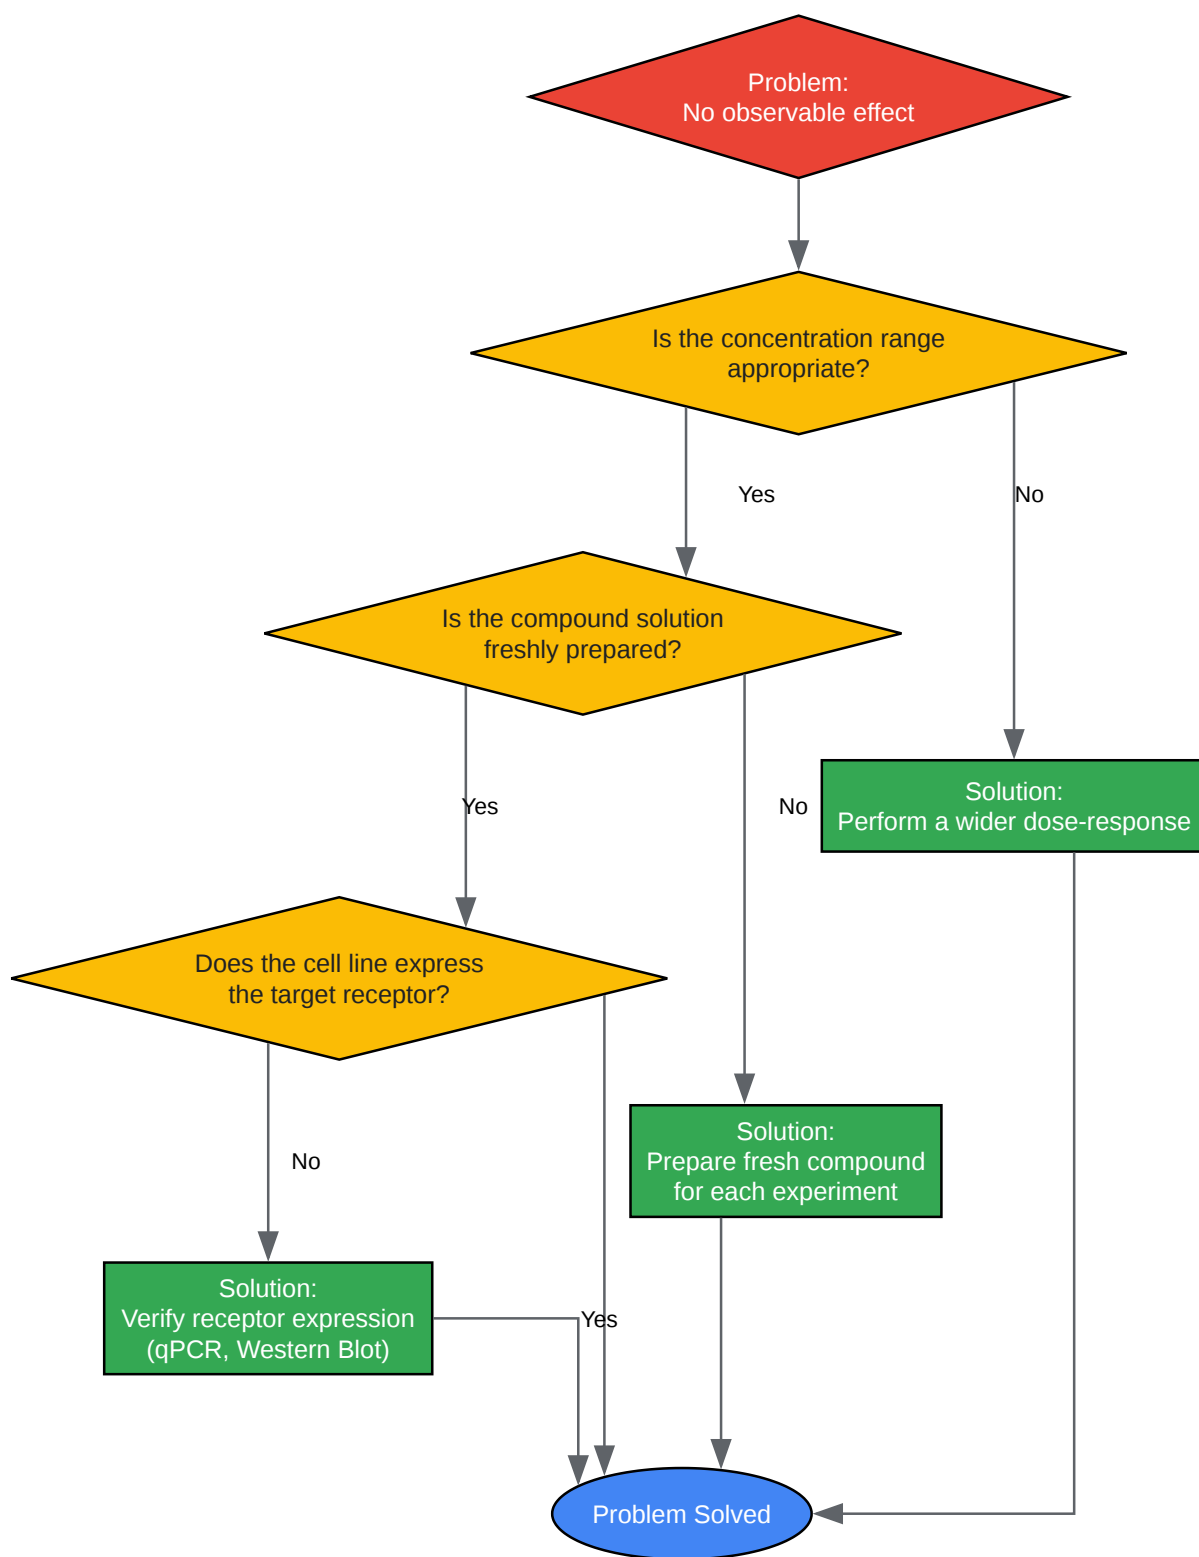 Problem:
No observable effect
Is the concentration range
appropriate?
Yes
No
Is the compound solution
freshly prepared?
Solution:
Perform a wider dose-response
Yes
No
Does the cell line express
the target receptor?
Solution:
Prepare fresh compound
for each experiment
No
Solution:
Verify receptor expression
(qPCR, Western Blot)
Yes
Problem Solved